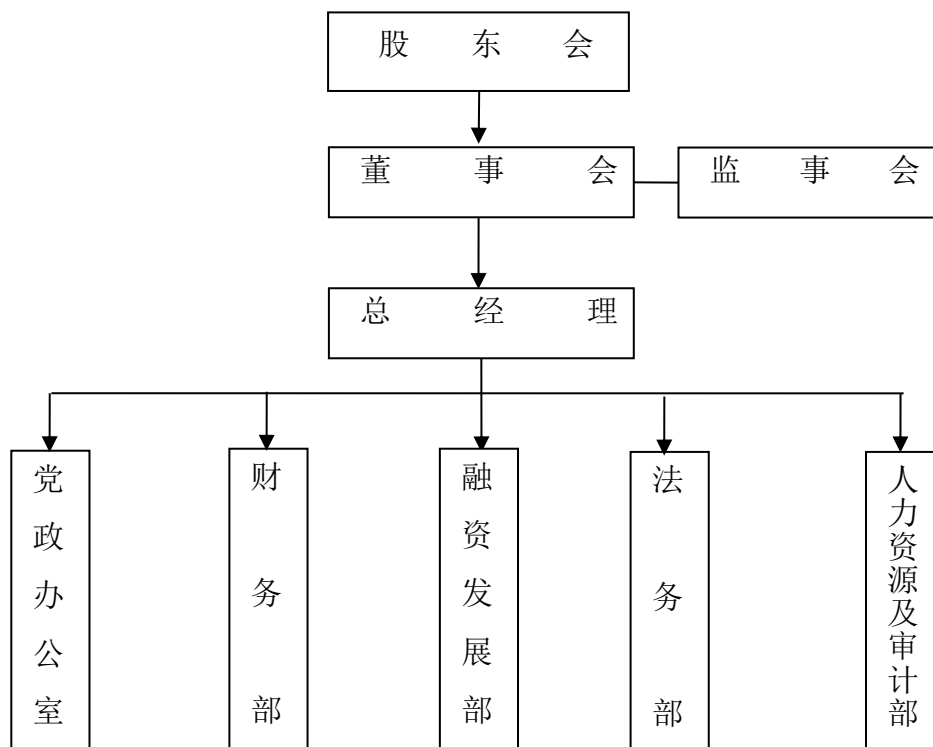 股东会
董事会
监事会
总经理
党政办公室
财务部
融资发展部
法务部
人力资源及审计部